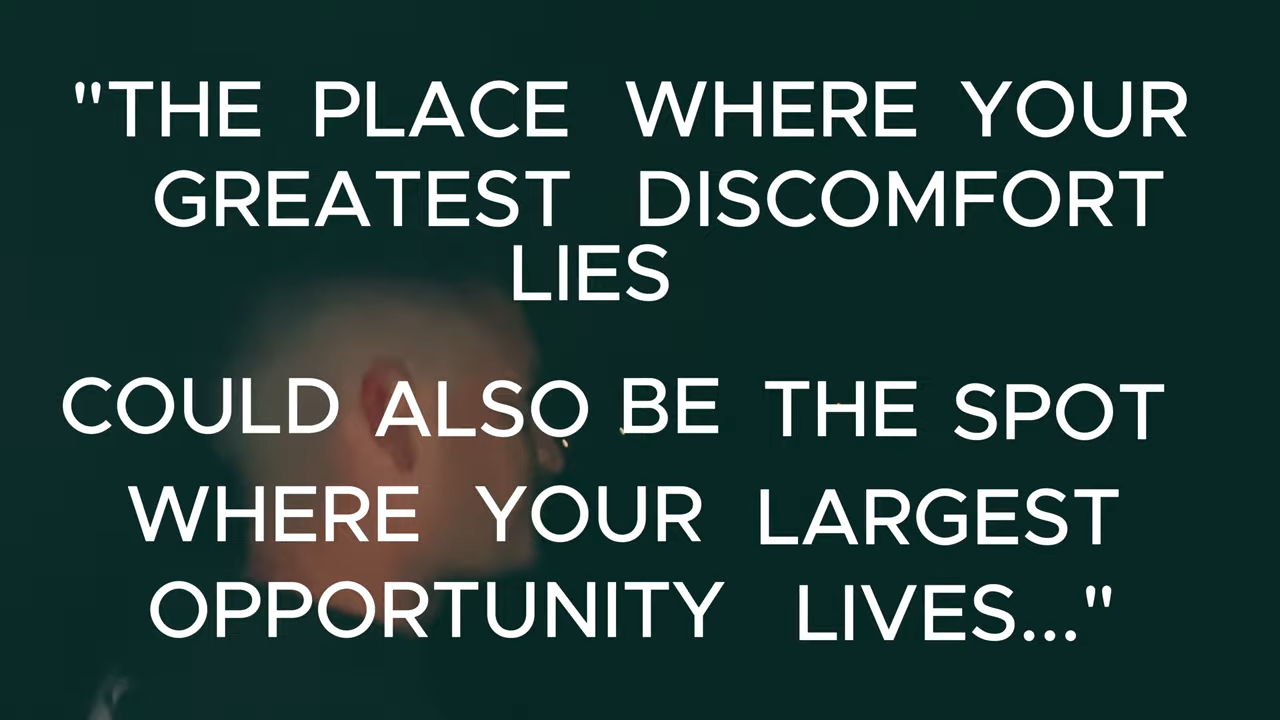 "THE PLACE WHERE YOUR
GREATEST DISCOMFORT
LIES
COULD ALSO BE THE SPOT
WHERE YOUR LARGEST
OPPORTUNITY LIVES..."